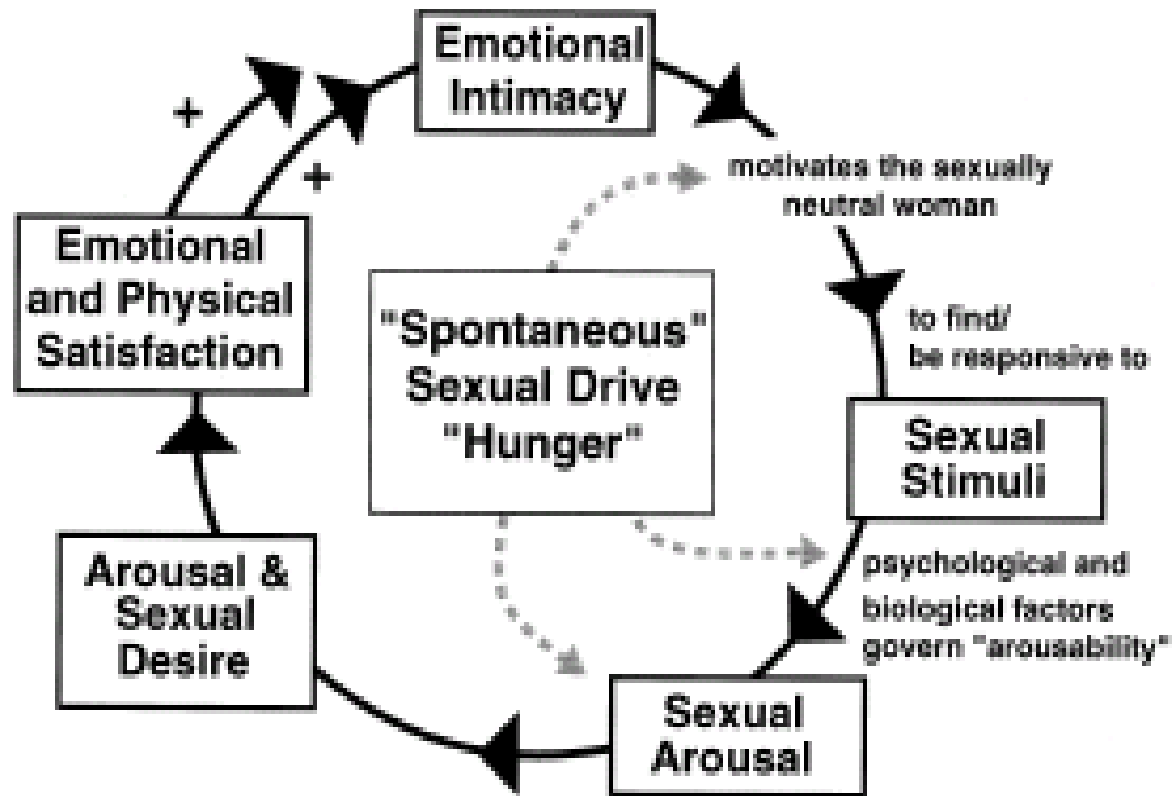 Emotional
Intimacy
+
+
motivates the sexually
neutral woman
Emotional
and Physical
Satisfaction
"Spontaneous"
Sexual Drive
"Hunger"
to find/
be responsive to
Sexual
Stimuli
Arousal &
Sexual
Desire
psychological and
biological factors
govern "arousability"
Sexual
Arousal